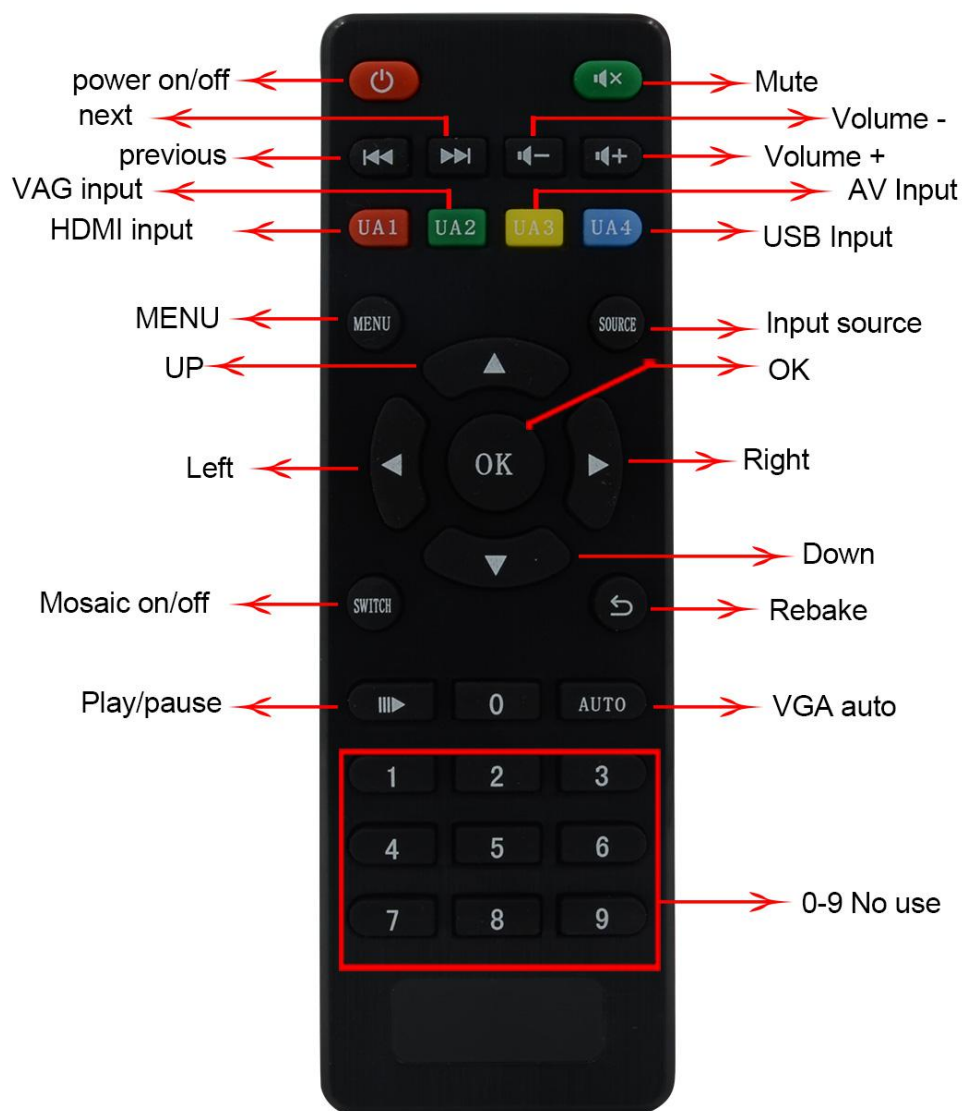 power on/off
Mute
next
Volume -
previous
Volume +
VAG input
AV Input
HDMI input
UA1
UA2
UA3
UA4
USB Input
MENU
MENU
SOURCE
Input source
UP
OK
Left
OK
Right
Down
Mosaic on/off
SWITCH
Rebake
Play/pause
0
AUTO
VGA auto
1
2
3
4
5
6
0-9 No use
7
8
9